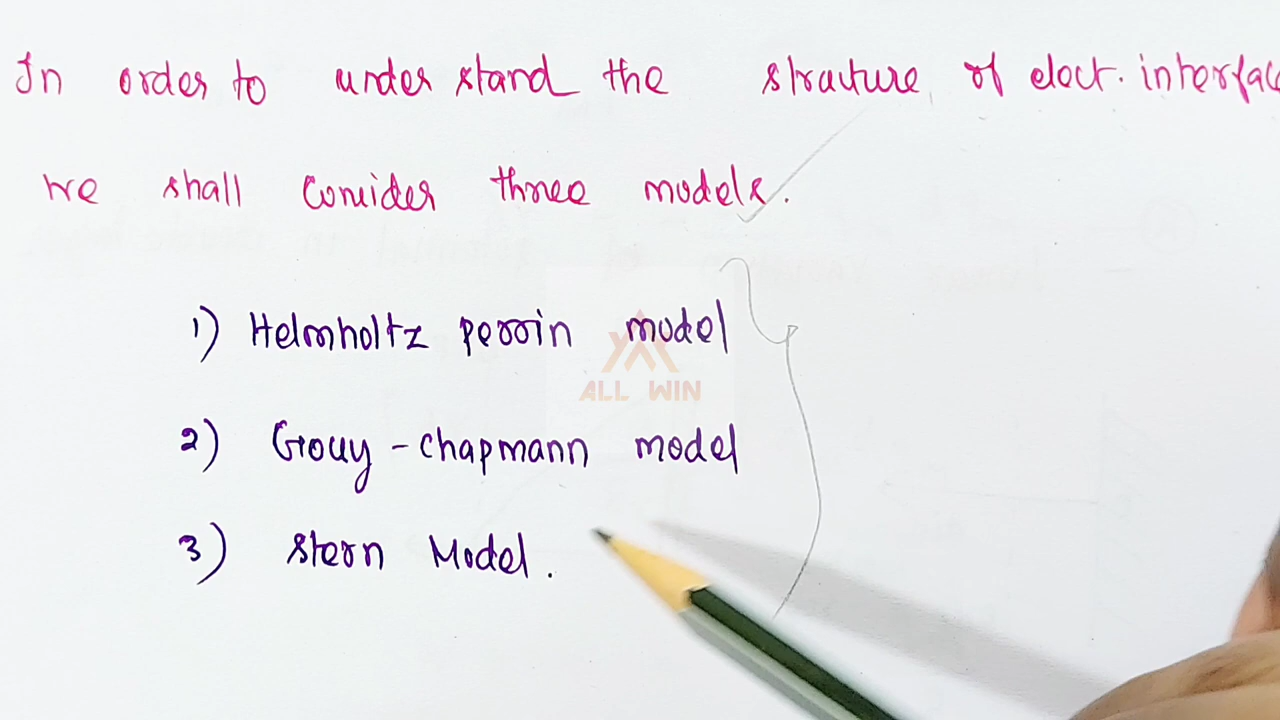 In order to understand the structure of elect. interface
we shall consider three models.
1) Helmholtz perrin model
ALL WIN
2) Gouy - chapmann model
3) stern Model.